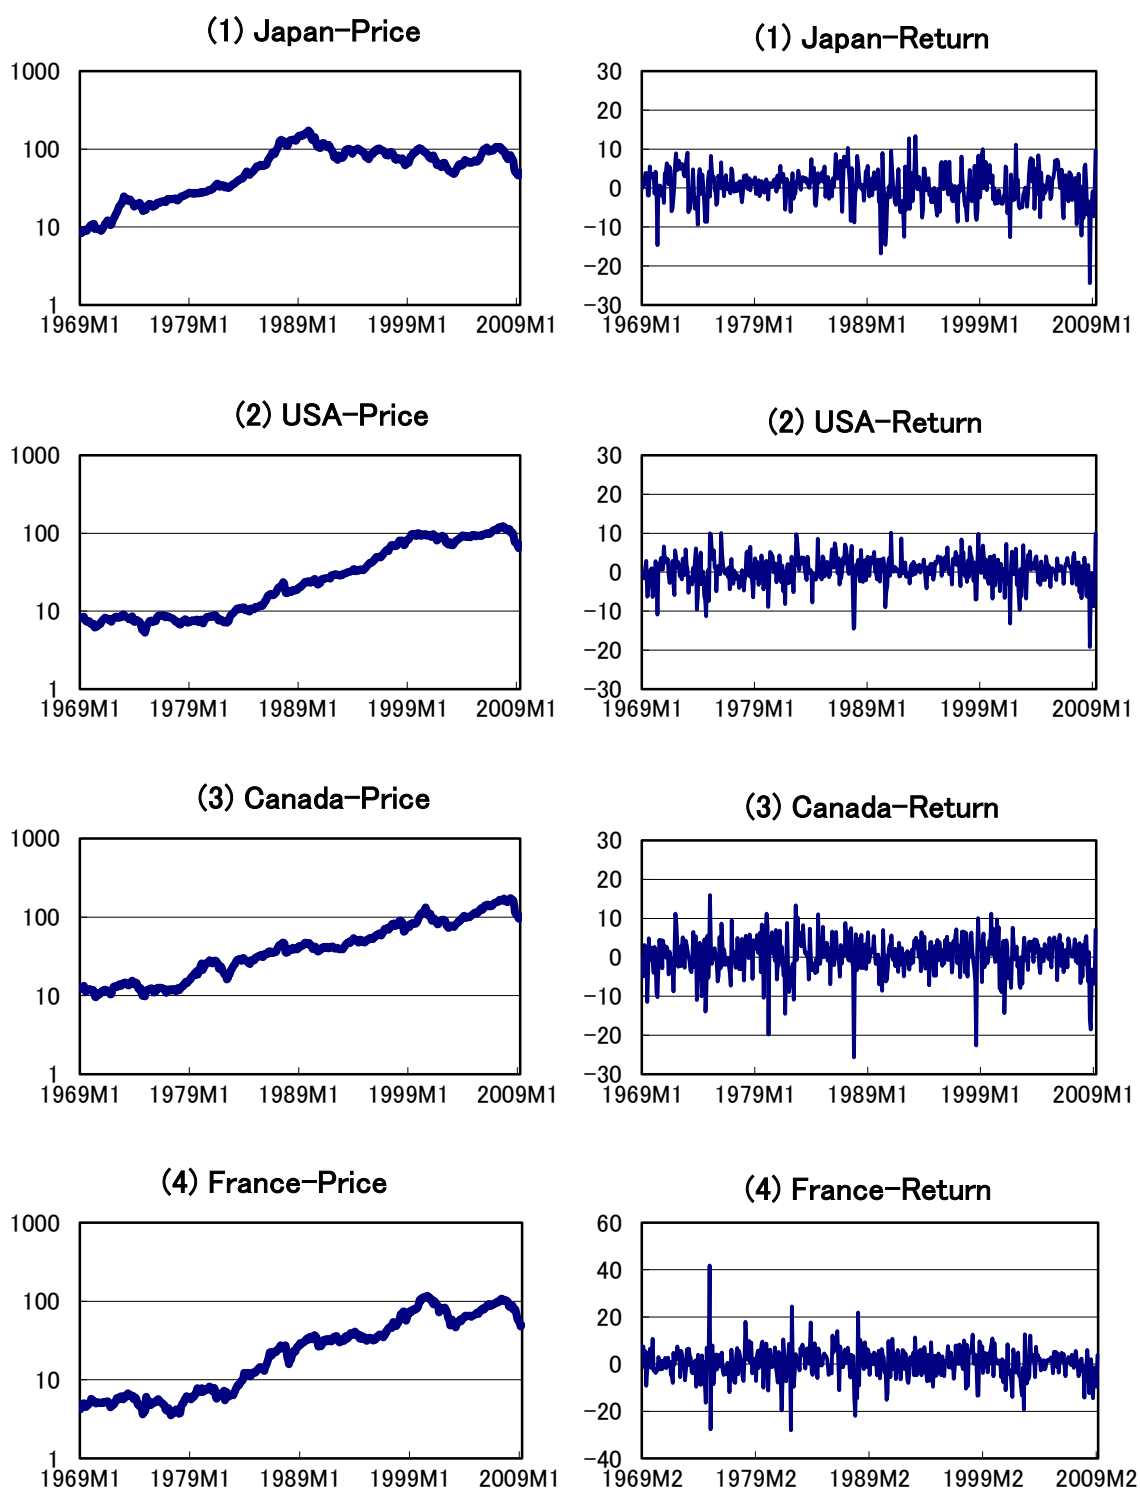 (1) Japan-Price
(1) Japan-Return
1000
100
10
1
1969M1 1979M1 1989M1 1999M1 2009M1
30
20
10
0
-10
-20
-30
1969M1 1979M1 1989M1 1999M1 2009M1
(2) USA-Price
(2) USA-Return
1000
100
10
1
1969M1 1979M1 1989M1 1999M1 2009M1
30
20
10
0
-10
-20
-30
1969M1 1979M1 1989M1 1999M1 2009M1
(3) Canada-Price
(3) Canada-Return
1000
100
10
1
1969M1 1979M1 1989M1 1999M1 2009M1
30
20
10
0
-10
-20
-30
1969M1 1979M1 1989M1 1999M1 2009M1
(4) France-Price
(4) France-Return
1000
100
10
1
1969M1 1979M1 1989M1 1999M1 2009M1
60
40
20
0
-20
-40
1969M2 1979M2 1989M2 1999M2 2009M2